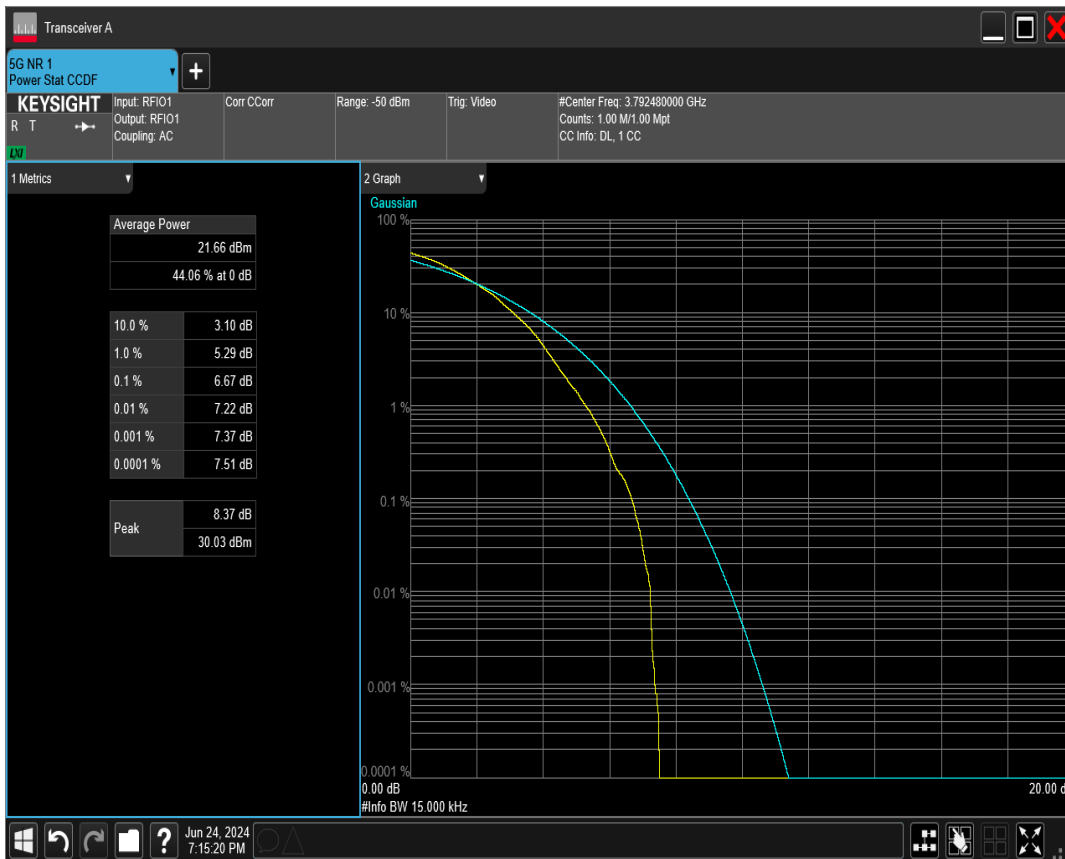 Transceiver A
5G NR 1
Power Stat CCDF
+
KEYSIGHT
R T
LXI
Input: RFIO1
Output: RFIO1
Coupling: AC
Corr CCorr
Range: -50 dBm
Trig: Video
#Center Freq: 3.792480000 GHz
Counts: 1.00 M/1.00 Mpt
CC Info: DL, 1 CC
1 Metrics
Average Power
21.66 dBm
44.06 % at 0 dB
10.0 % 3.10 dB
1.0 % 5.29 dB
0.1 % 6.67 dB
0.01 % 7.22 dB
0.001 % 7.37 dB
0.0001 % 7.51 dB
Peak
8.37 dB
30.03 dBm
2 Graph
Gaussian
100 %
10 %
1 %
0.1 %
0.01 %
0.001 %
0.0001 %
0.00 dB 20.00 d
#Info BW 15.000 kHz
?
Jun 24, 2024
7:15:20 PM